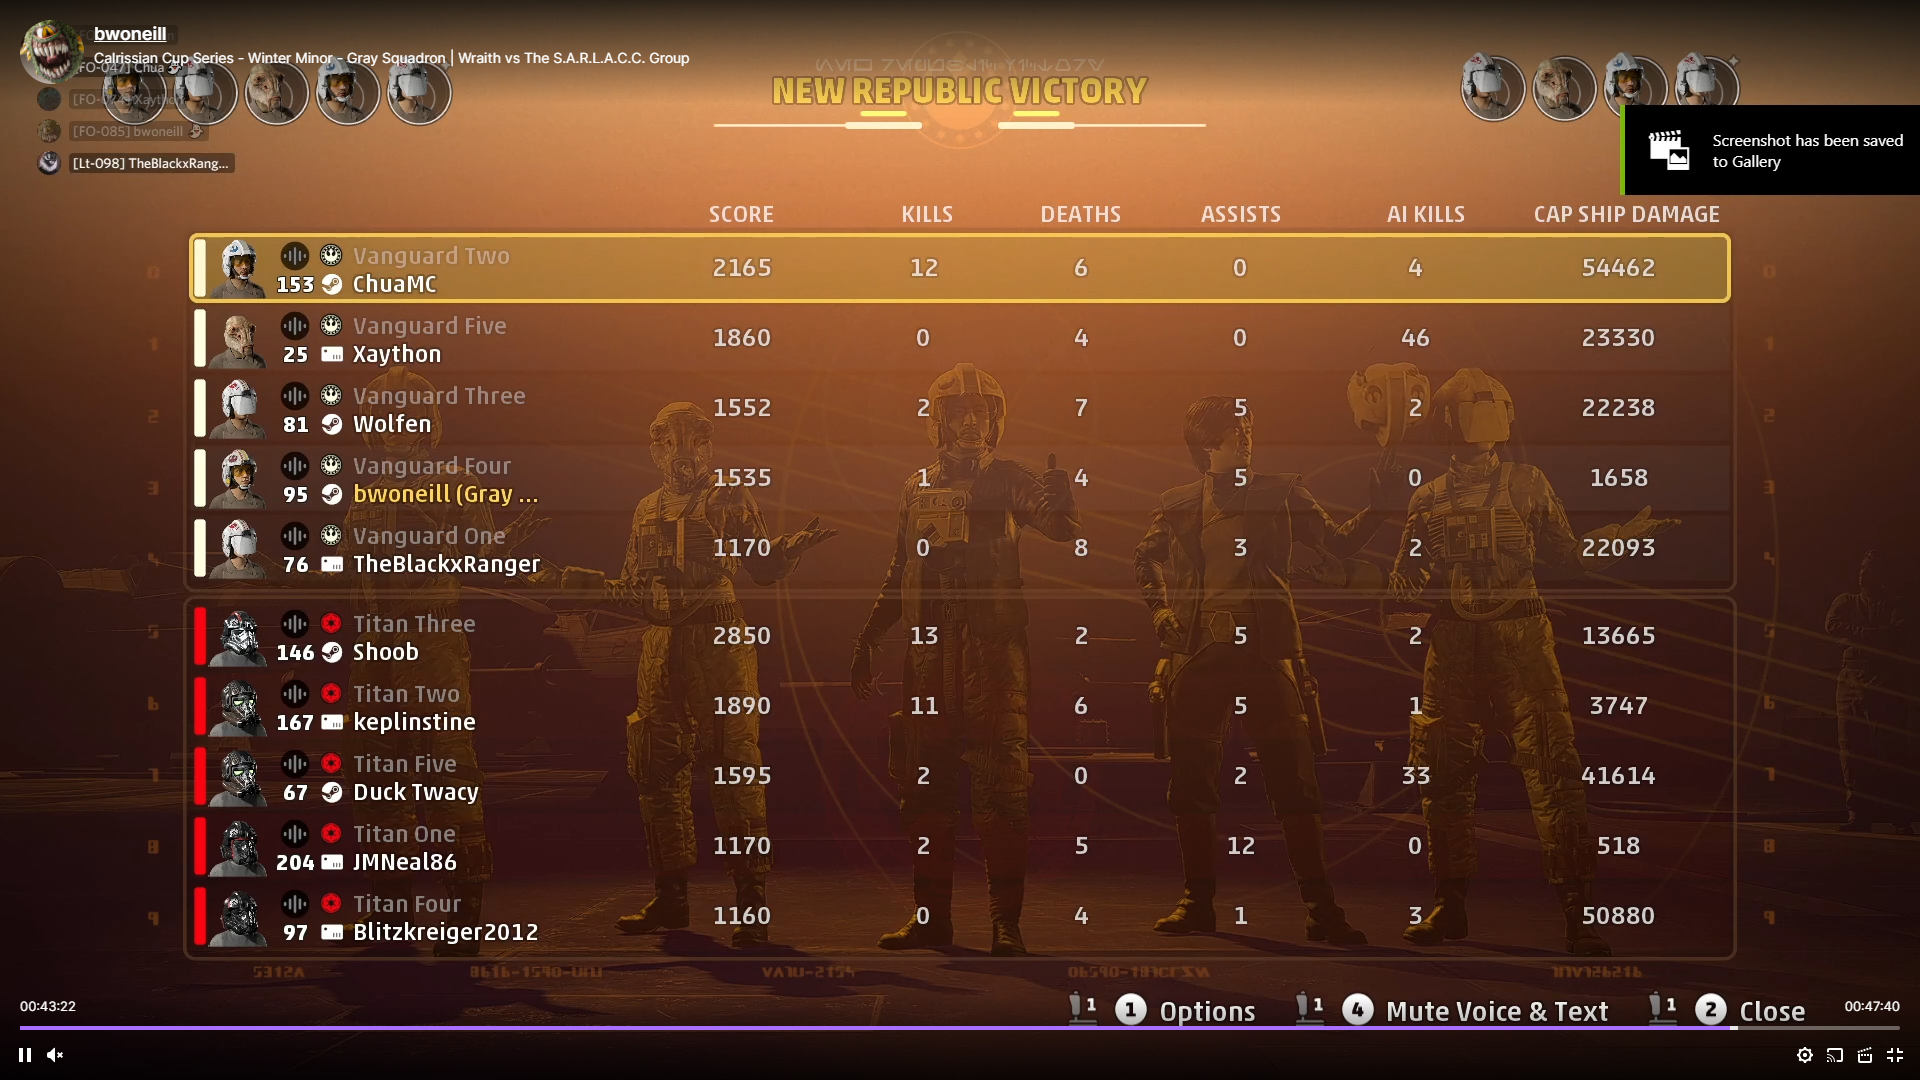 bwoneill
Calrissian Cup Series - Winter Minor - Gray Squadron | Wraith vs The S.A.R.L.A.C.C. Group
[FO-047] Chua
[FO-085] bwoneill
[Lt-098] TheBlackxRang...
NEW REPUBLIC VICTORY
Screenshot has been saved
to Gallery
SCORE KILLS DEATHS ASSISTS AI KILLS CAP SHIP DAMAGE
Vanguard Two
153 ChuaMC 2165 12 6 0 4 54462
Vanguard Five
25 Xaython 1860 0 4 0 46 23330
Vanguard Three
81 Wolfen 1552 2 7 5 2 22238
Vanguard Four
95 bwoneill (Gray ... 1535 1 4 5 0 1658
Vanguard One
76 TheBlackxRanger 1170 0 8 3 2 22093
Titan Three
146 Shoob 2850 13 2 5 2 13665
Titan Two
167 keplinstine 1890 11 6 5 1 3747
Titan Five
67 Duck Twacy 1595 2 0 2 33 41614
Titan One
204 JMNeal86 1170 2 5 12 0 518
Titan Four
97 Blitzkreiger2012 1160 0 4 1 3 50880
1 1 Options 1 4 Mute Voice & Text 1 2 Close
00:43:22
00:47:40